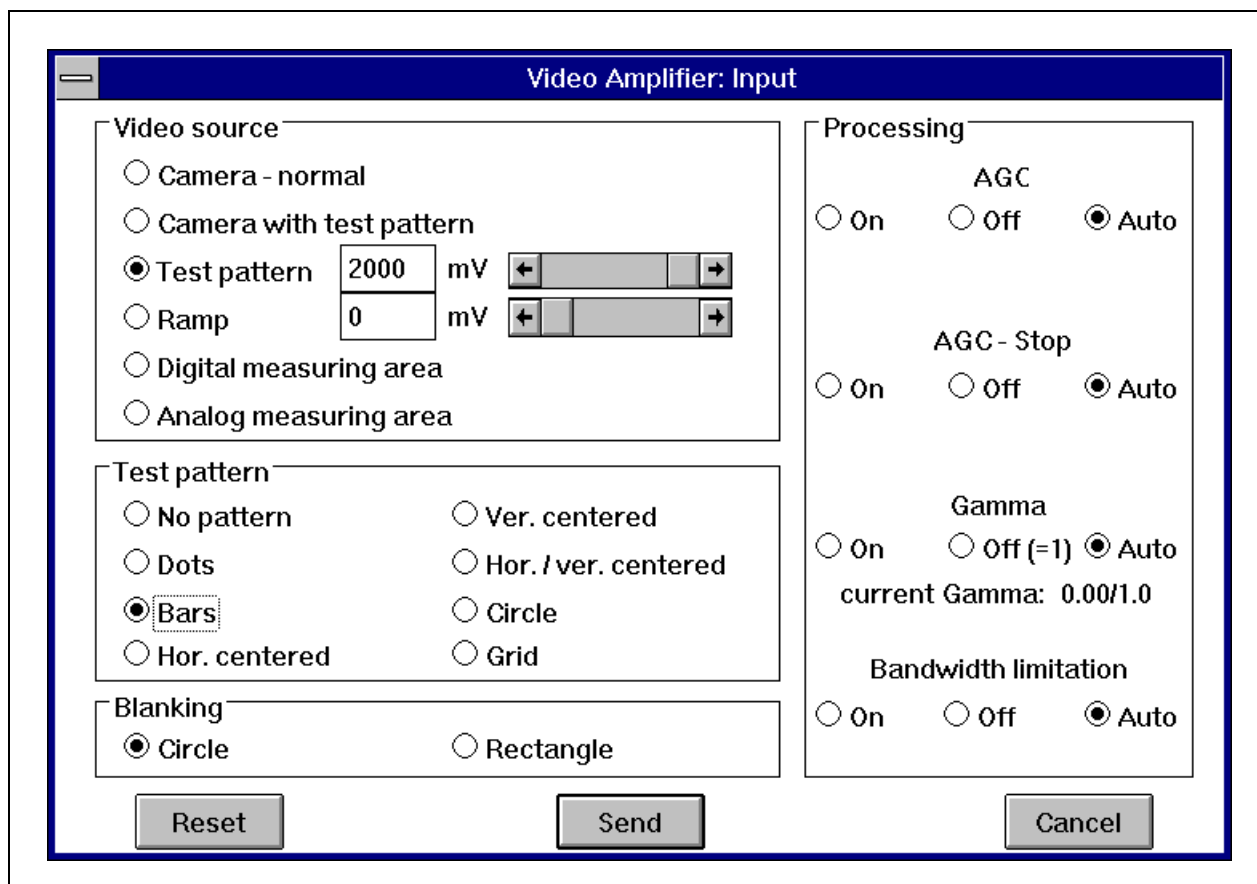 Video Amplifier: Input
Video source
Camera - normal
Camera with test pattern
Test pattern 2000 mV
Ramp 0 mV
Digital measuring area
Analog measuring area
Test pattern
No pattern Ver. centered
Dots Hor. / ver. centered
Bars Circle
Hor. centered Grid
Blanking
Circle Rectangle
Processing
AGC
On Off Auto
AGC - Stop
On Off Auto
Gamma
On Off (=1) Auto
current Gamma: 0.00/1.0
Bandwidth limitation
On Off Auto
Reset Send Cancel